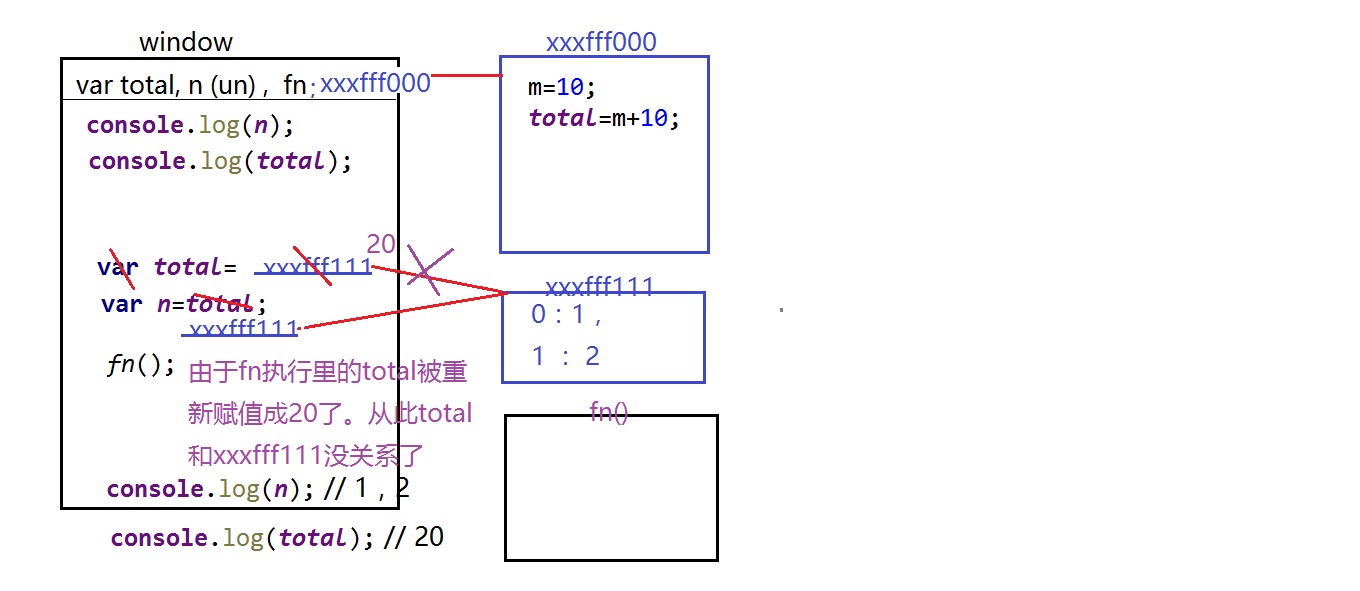 window
var total, n (un) ,  fn ; xxxfff000
console.log(n);
console.log(total);
20
var total= xxxfff111
var n=total;
xxxfff111
fn();
由于fn执行里的total被重
新赋值成20了。从此total
和xxxfff111没关系了
console.log(n); // 1 , 2
console.log(total); // 20
xxxfff000
m=10;
total=m+10;
xxxfff111
0 : 1 ,
1 : 2
fn()